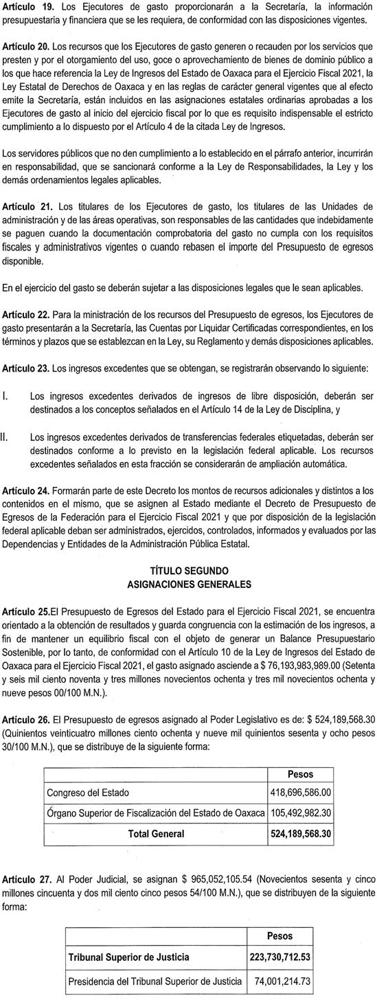 Artículo 19. Los Ejecutores de gasto proporcionarán a la Secretaría, la información
presupuestaria y financiera que se les requiera, de conformidad con las disposiciones vigentes.
Artículo 20. Los recursos que los Ejecutores de gasto generen o recauden por los servicios que
presten y por el otorgamiento del uso, goce o aprovechamiento de bienes de dominio público a
los que hace referencia la Ley de Ingresos del Estado de Oaxaca para el Ejercicio Fiscal 2021, la
Ley Estatal de Derechos de Oaxaca y en las reglas de carácter general vigentes que al efecto
emite la Secretaría, están incluidos en las asignaciones estatales ordinarias aprobadas a los
Ejecutores de gasto al inicio del ejercicio fiscal por lo que es requisito indispensable el estricto
cumplimiento a lo dispuesto por el Artículo 4 de la citada Ley de Ingresos.
Los servidores públicos que no den cumplimiento a lo establecido en el párrafo anterior, incurrirán
en responsabilidad, que se sancionará conforme a la Ley de Responsabilidades, la Ley y los
demás ordenamientos legales aplicables.
Artículo 21. Los titulares de los Ejecutores de gasto, los titulares de las Unidades de
administración y de las áreas operativas, son responsables de las cantidades que indebidamente
se paguen cuando la documentación comprobatoria del gasto no cumpla con los requisitos
fiscales y administrativos vigentes o cuando rebasen el importe del Presupuesto de egresos
disponible.
En el ejercicio del gasto se deberán sujetar a las disposiciones legales que le sean aplicables.
Artículo 22. Para la ministración de los recursos del Presupuesto de egresos, los Ejecutores de
gasto presentarán a la Secretaría, las Cuentas por Liquidar Certificadas correspondientes, en los
términos y plazos que se establezcan en la Ley, su Reglamento y demás disposiciones aplicables.
Artículo 23. Los ingresos excedentes que se obtengan, se registrarán observando lo siguiente:
I. Los ingresos excedentes derivados de ingresos de libre disposición, deberán ser
destinados a los conceptos señalados en el Artículo 14 de la Ley de Disciplina, y
II. Los ingresos excedentes derivados de transferencias federales etiquetadas, deberán ser
destinados conforme a lo previsto en la legislación federal aplicable. Los recursos
excedentes señalados en esta fracción se considerarán de ampliación automática.
Artículo 24. Formarán parte de este Decreto los montos de recursos adicionales y distintos a los
contenidos en el mismo, que se asignen al Estado mediante el Decreto de Presupuesto de
Egresos de la Federación para el Ejercicio Fiscal 2021 y que por disposición de la legislación
federal aplicable deban ser administrados, ejercidos, controlados, informados y evaluados por las
Dependencias y Entidades de la Administración Pública Estatal.
TÍTULO SEGUNDO
ASIGNACIONES GENERALES
Artículo 25.El Presupuesto de Egresos del Estado para el Ejercicio Fiscal 2021, se encuentra
orientado a la obtención de resultados y guarda congruencia con la estimación de los ingresos, a
fin de mantener un equilibrio fiscal con el objeto de generar un Balance Presupuestario
Sostenible, por lo tanto, de conformidad con el Artículo 10 de la Ley de Ingresos del Estado de
Oaxaca para el Ejercicio Fiscal 2021, el gasto asignado asciende a $ 76,193,983,989.00 (Setenta
y seis mil ciento noventa y tres millones novecientos ochenta y tres mil novecientos ochenta y
nueve pesos 00/100 M.N.).
Artículo 26. El Presupuesto de egresos asignado al Poder Legislativo es de: $ 524,189,568.30
(Quinientos veinticuatro millones ciento ochenta y nueve mil quinientos sesenta y ocho pesos
30/100 M.N.), que se distribuye de la siguiente forma:
Pesos
Congreso del Estado 418,696,586.00
Órgano Superior de Fiscalización del Estado de Oaxaca 105,492,982.30
Total General 524,189,568.30
Artículo 27. Al Poder Judicial, se asignan $ 965,052,105.54 (Novecientos sesenta y cinco
millones cincuenta y dos mil ciento cinco pesos 54/100 M.N.), que se distribuyen de la siguiente
forma:
Pesos
Tribunal Superior de Justicia 223,730,712.53
Presidencia del Tribunal Superior de Justicia 74,001,214.73